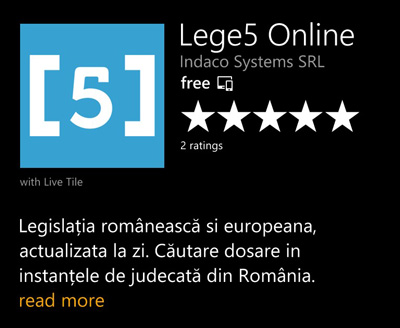 [5]
Lege5 Online
Indaco Systems SRL
free
2 ratings
with Live Tile
Legislația românească si europeana,
actualizata la zi. Căutare dosare in
instanțele de judecată din România.
read more